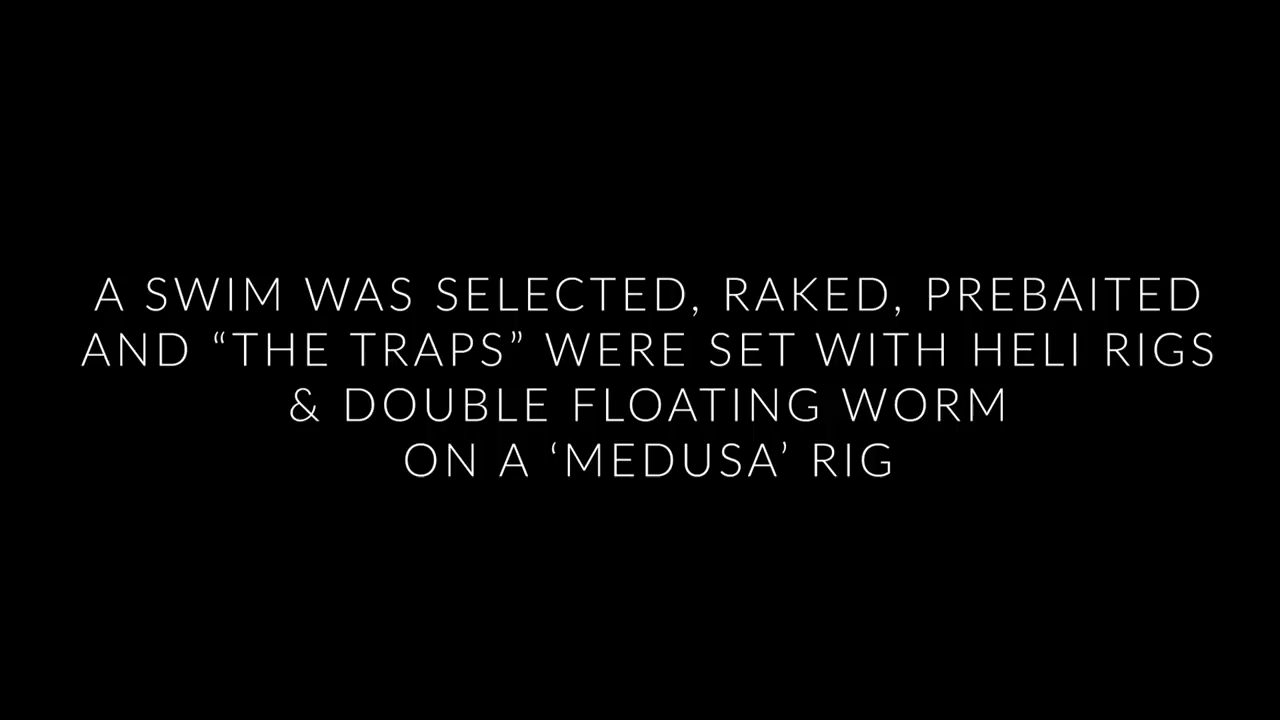 A SWIM WAS SELECTED, RAKED, PREBAITED
AND “THE TRAPS” WERE SET WITH HELI RIGS
& DOUBLE FLOATING WORM
ON A ‘MEDUSA’ RIG